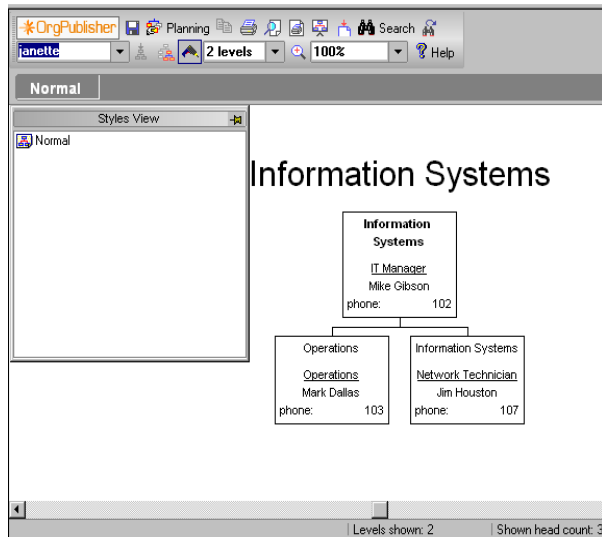 OrgPublisher Planning Search
janette 2 levels 100% Help
Normal
Styles View
Normal
Information Systems
Information
Systems
IT Manager
Mike Gibson
phone: 102
Operations
Operations
Mark Dallas
phone: 103
Information Systems
Network Technician
Jim Houston
phone: 107
Levels shown: 2 Shown head count: 3